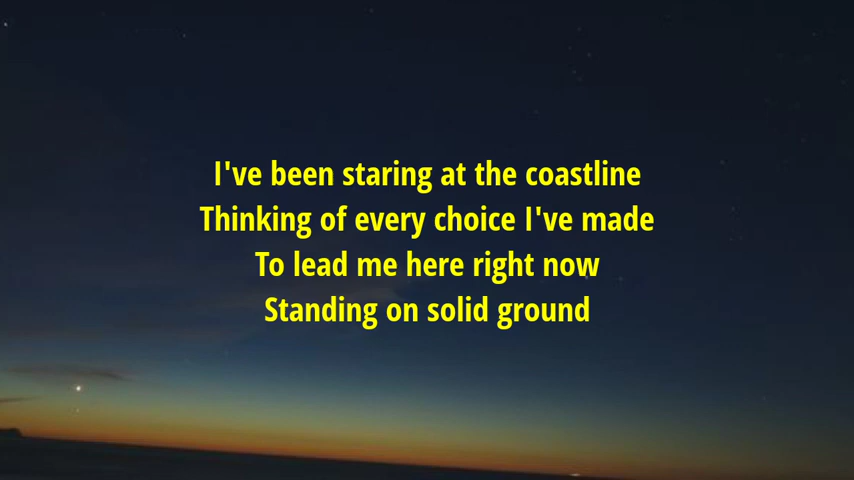 I've been staring at the coastline
Thinking of every choice I've made
To lead me here right now
Standing on solid ground